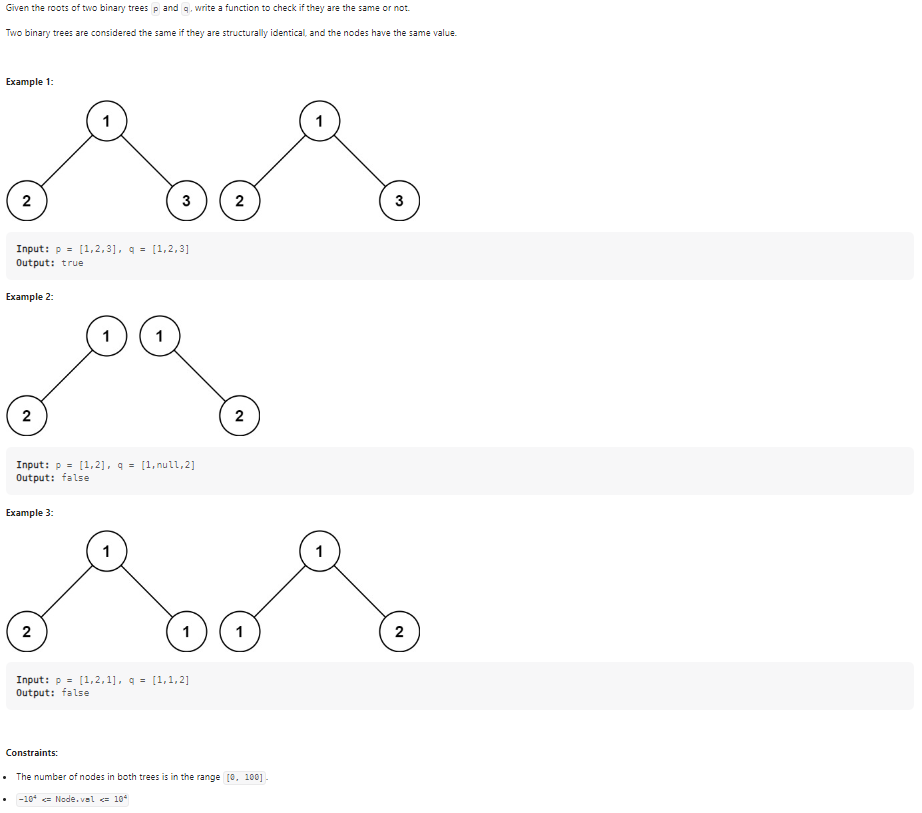 Given the roots of two binary trees p and q, write a function to check if they are the same or not.
Two binary trees are considered the same if they are structurally identical, and the nodes have the same value.
Example 1:
1 1
2 3 2 3
Input: p = [1,2,3], q = [1,2,3]
Output: true
Example 2:
1 1
2 2
Input: p = [1,2], q = [1,null,2]
Output: false
Example 3:
1 1
2 1 1 2
Input: p = [1,2,1], q = [1,1,2]
Output: false
Constraints:
• The number of nodes in both trees is in the range [0, 100].
• -10⁴ <= Node.val <= 10⁴